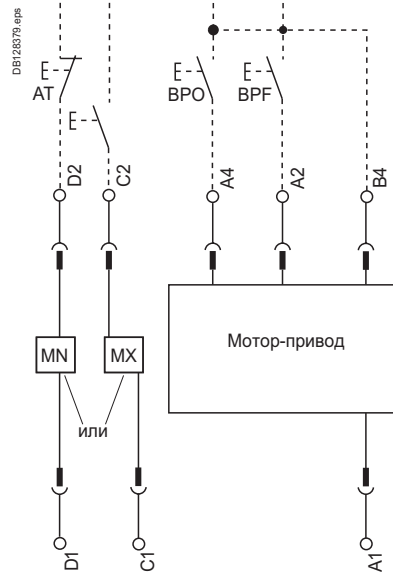 DB128379.eps
AT
BPO
BPF
D2
C2
A4
A2
B4
MN
MX
Мотор-привод
или
D1
C1
A1